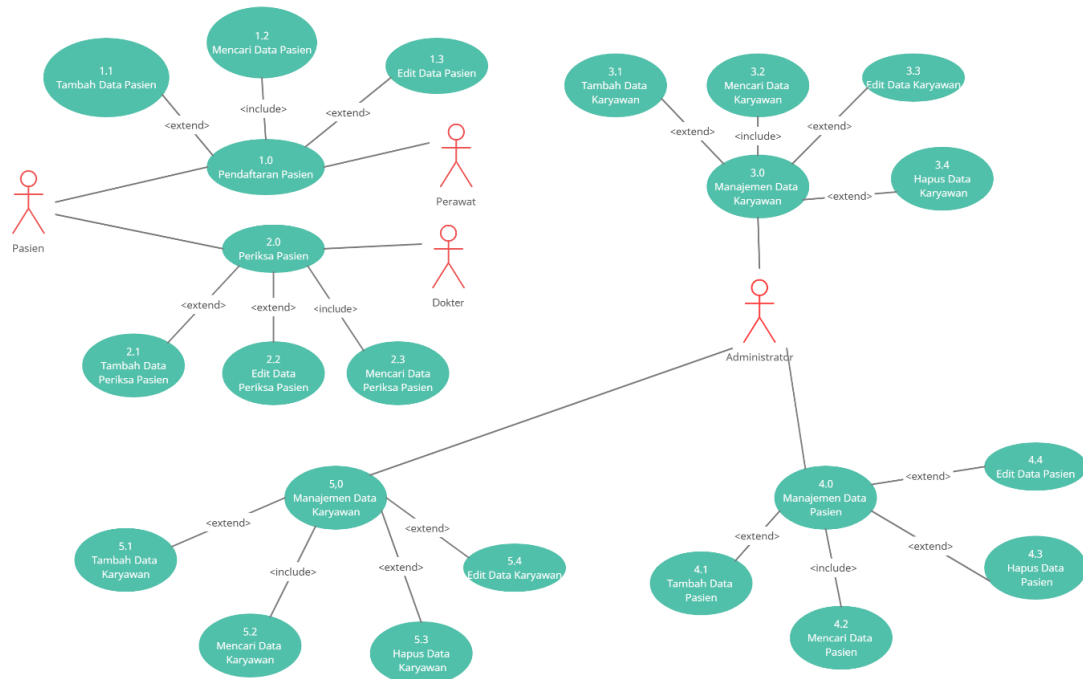 1.1
Tambah Data Pasien
1.2
Mencari Data Pasien
1.3
Edit Data Pasien
<extend>
<include>
<extend>
1.0
Pendaftaran Pasien
Pasien
Perawat
2.0
Periksa Pasien
Dokter
<extend>
<extend>
<include>
2.1
Tambah Data
Periksa Pasien
2.2
Edit Data
Periksa Pasien
2.3
Mencari Data
Periksa Pasien
3.1
Tambah Data
Karyawan
3.2
Mencari Data
Karyawan
3.3
Edit Data Karyawan
<extend>
<include>
<extend>
3.0
Manajemen Data
Karyawan
<extend>
3.4
Hapus Data
Karyawan
Administrator
5,0
Manajemen Data
Karyawan
<extend>
<include>
<extend>
<extend>
5.1
Tambah Data
Karyawan
5.2
Mencari Data
Karyawan
5.3
Hapus Data
Karyawan
5.4
Edit Data Karyawan
4.0
Manajemen Data
Pasien
<extend>
<extend>
<include>
<extend>
4.4
Edit Data Pasien
4.1
Tambah Data
Pasien
4.2
Mencari Data
Pasien
4.3
Hapus Data
Pasien